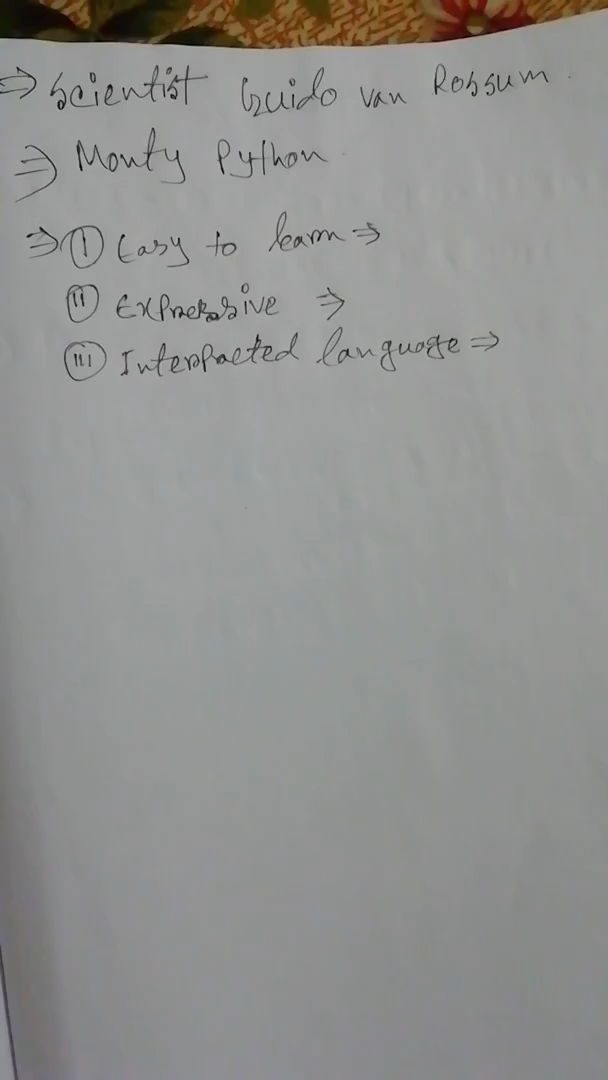 ⇒ Scientist Guido van Rossum.
⇒ Monty Python
⇒ (I) Easy to learn ⇒
(II) Expressive ⇒
(III) Interpreted language ⇒